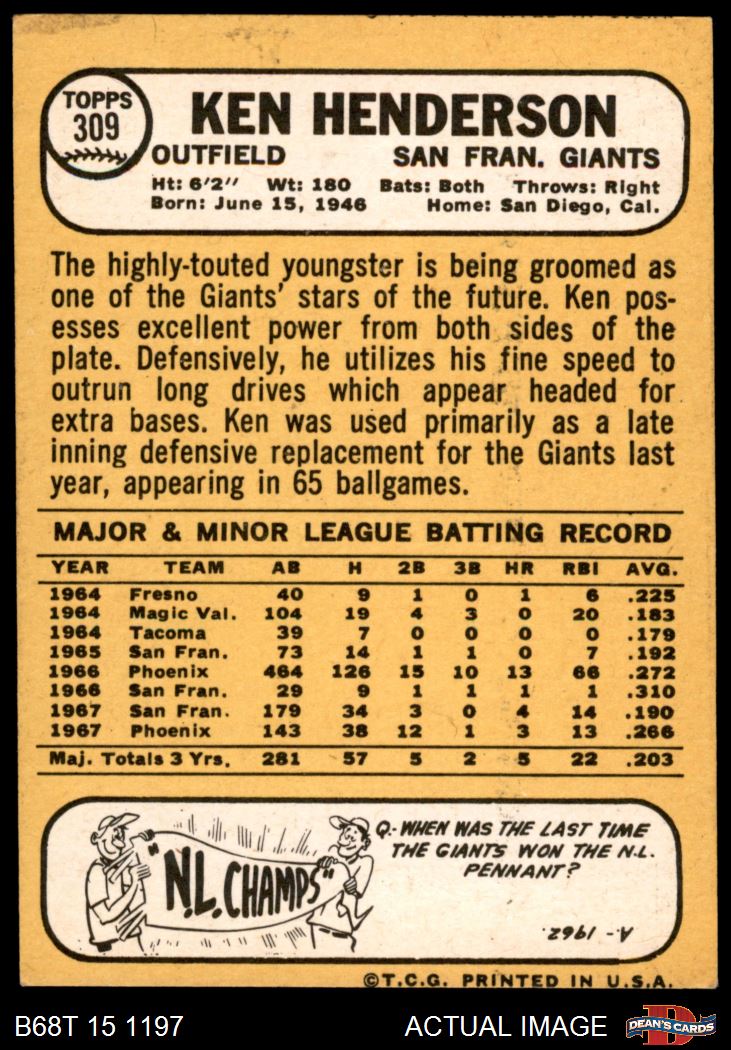 TOPPS
309
KEN HENDERSON
OUTFIELD SAN FRAN. GIANTS
Ht: 6'2'' Wt: 180 Bats: Both Throws: Right
Born: June 15, 1946 Home: San Diego, Cal.
The highly-touted youngster is being groomed as
one of the Giants' stars of the future. Ken pos-
esses excellent power from both sides of the
plate. Defensively, he utilizes his fine speed to
outrun long drives which appear headed for
extra bases. Ken was used primarily as a late
inning defensive replacement for the Giants last
year, appearing in 65 ballgames.
MAJOR & MINOR LEAGUE BATTING RECORD
YEAR TEAM AB H 2B 3B HR RBI AVG.
1964 Fresno 40 9 1 0 1 6 .225
1964 Magic Val. 104 19 4 3 0 20 .183
1964 Tacoma 39 7 0 0 0 0 .179
1965 San Fran. 73 14 1 1 0 7 .192
1966 Phoenix 464 126 15 10 13 66 .272
1966 San Fran. 29 9 1 1 1 1 .310
1967 San Fran. 179 34 3 0 4 14 .190
1967 Phoenix 143 38 12 1 3 13 .266
Maj. Totals 3 Yrs. 281 57 5 2 5 22 .203
"N.L. CHAMPS"
Q.- WHEN WAS THE LAST TIME
THE GIANTS WON THE N.L.
PENNANT?
A.- 1962.
©T.C.G. PRINTED IN U.S.A.
B68T 15 1197 ACTUAL IMAGE
D
DEAN'S CARDS